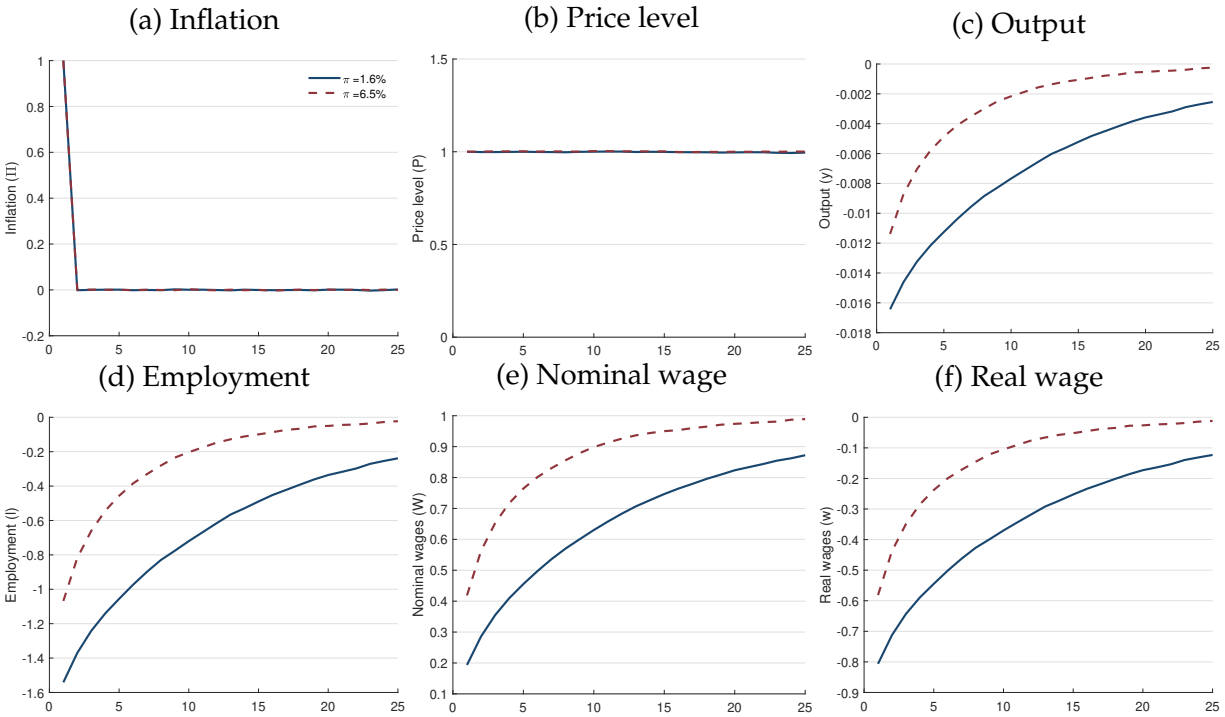 (a) Inflation
1
0.8
0.6
0.4
0.2
0
-0.2
Inflation (Π)
π =1.6%
π =6.5%
0 5 10 15 20 25
(b) Price level
1.5
1
0.5
0
Price level (P)
0 5 10 15 20 25
(c) Output
0
-0.002
-0.004
-0.006
-0.008
-0.01
-0.012
-0.014
-0.016
-0.018
Output (y)
0 5 10 15 20 25
(d) Employment
0
-0.2
-0.4
-0.6
-0.8
-1
-1.2
-1.4
-1.6
Employment (l)
0 5 10 15 20 25
(e) Nominal wage
1
0.9
0.8
0.7
0.6
0.5
0.4
0.3
0.2
0.1
Nominal wages (W)
0 5 10 15 20 25
(f) Real wage
0
-0.1
-0.2
-0.3
-0.4
-0.5
-0.6
-0.7
-0.8
-0.9
Real wages (w)
0 5 10 15 20 25